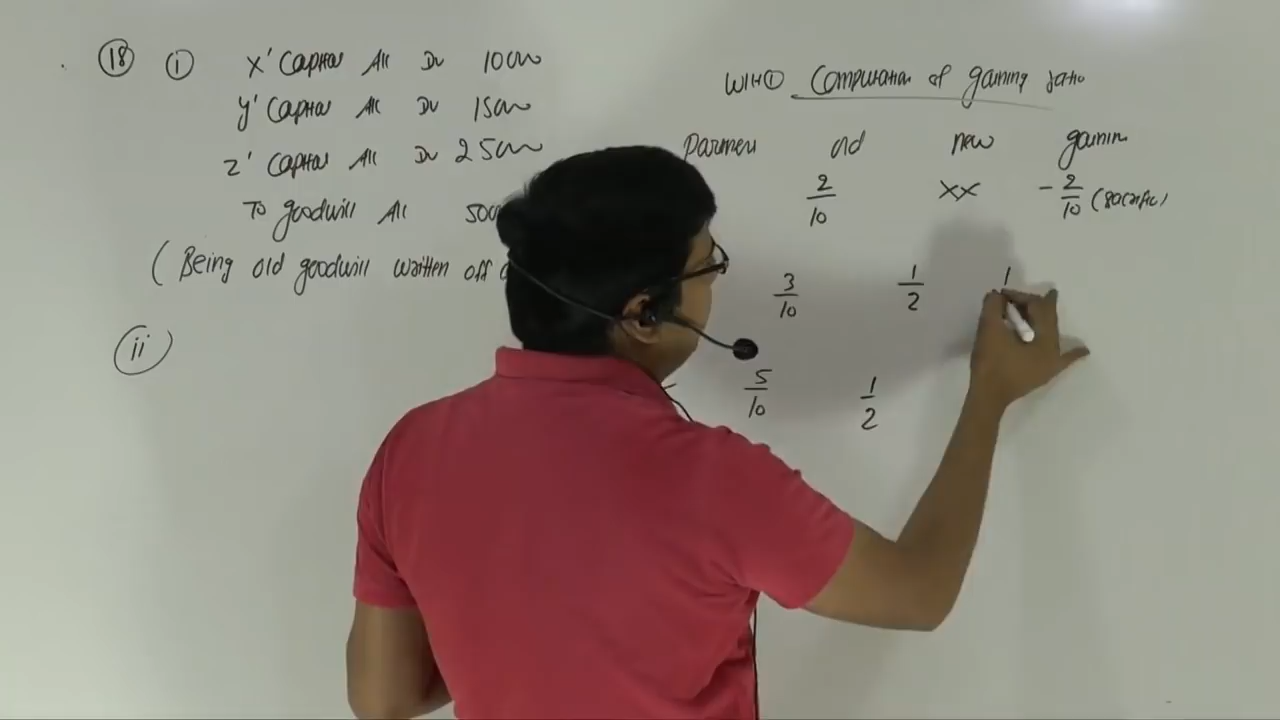 18 i X' Capital A/c Dr 10000
Y' Capital A/c Dr 15000
Z' Capital A/c Dr 25000
To goodwill A/c 500
( Being old goodwill written off
ii
W/N① Computation of gaining ratio
Partners old new gaining
2/10 XX - 2/10 (sacrifice)
3/10 1/2 1
5/10 1/2